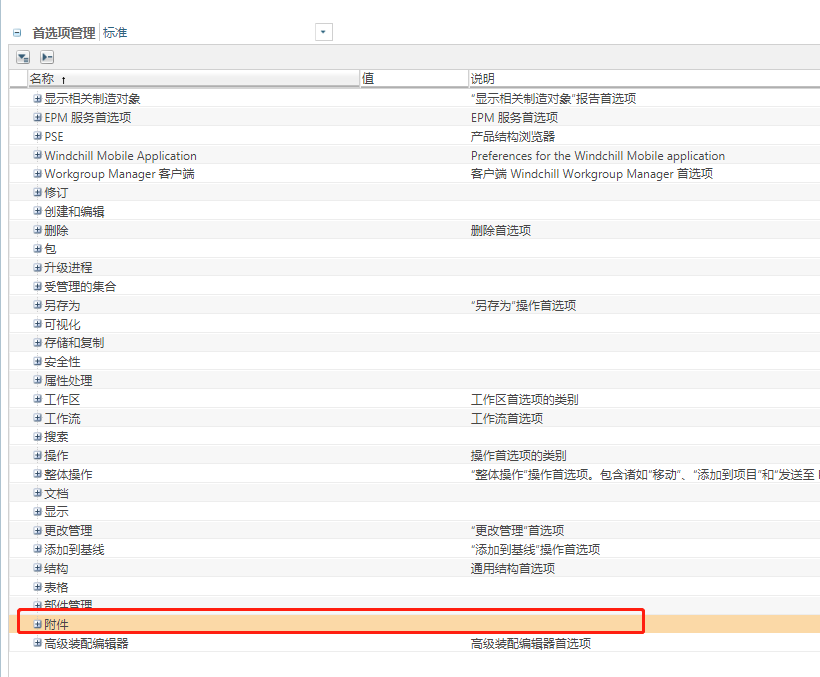 首选项管理 标准
名称 ↑ 值 说明
显示相关制造对象 “显示相关制造对象”报告首选项
EPM 服务首选项 EPM 服务首选项
PSE 产品结构浏览器
Windchill Mobile Application Preferences for the Windchill Mobile application
Workgroup Manager 客户端 客户端 Windchill Workgroup Manager 首选项
修订
创建和编辑
删除 删除首选项
包
升级进程
受管理的集合
另存为 “另存为”操作首选项
可视化
存储和复制
安全性
属性处理
工作区 工作区首选项的类别
工作流 工作流首选项
搜索
操作 操作首选项的类别
整体操作 “整体操作”操作首选项。包含诸如“移动”、“添加到项目”和“发送至
文档
显示
更改管理 “更改管理”首选项
添加到基线 “添加到基线”操作首选项
结构 通用结构首选项
表格
部件管理
附件
高级装配编辑器 高级装配编辑器首选项